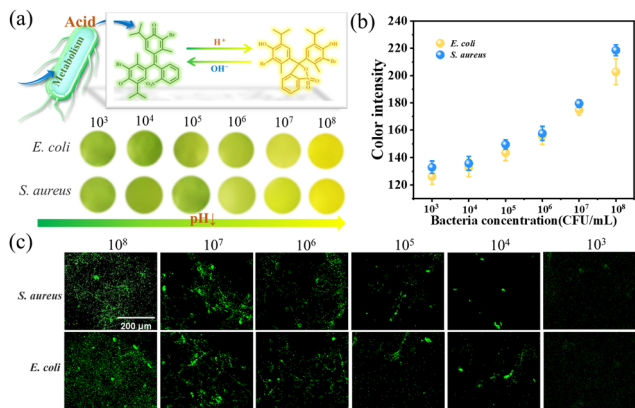 (a)
Acid
Metabolism
H⁺
OH⁻
10³ 10⁴ 10⁵ 10⁶ 10⁷ 10⁸
E. coli
S. aureus
pH↓
(b)
Color intensity
220
200
180
160
140
120
E. coli
S. aureus
10³ 10⁴ 10⁵ 10⁶ 10⁷ 10⁸
Bacteria concentration(CFU/mL)
(c)
10⁸ 10⁷ 10⁶ 10⁵ 10⁴ 10³
S. aureus
200 μm
E. coli